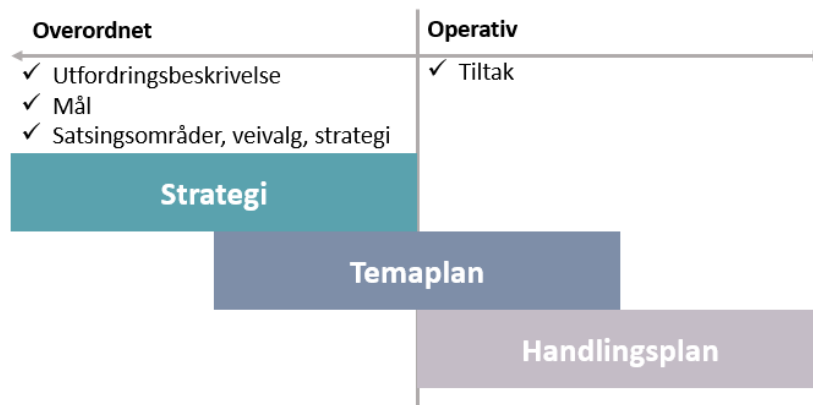 Overordnet
Operativ
✓ Utfordringsbeskrivelse
✓ Mål
✓ Satsingsområder, veivalg, strategi
✓ Tiltak
Strategi
Temaplan
Handlingsplan